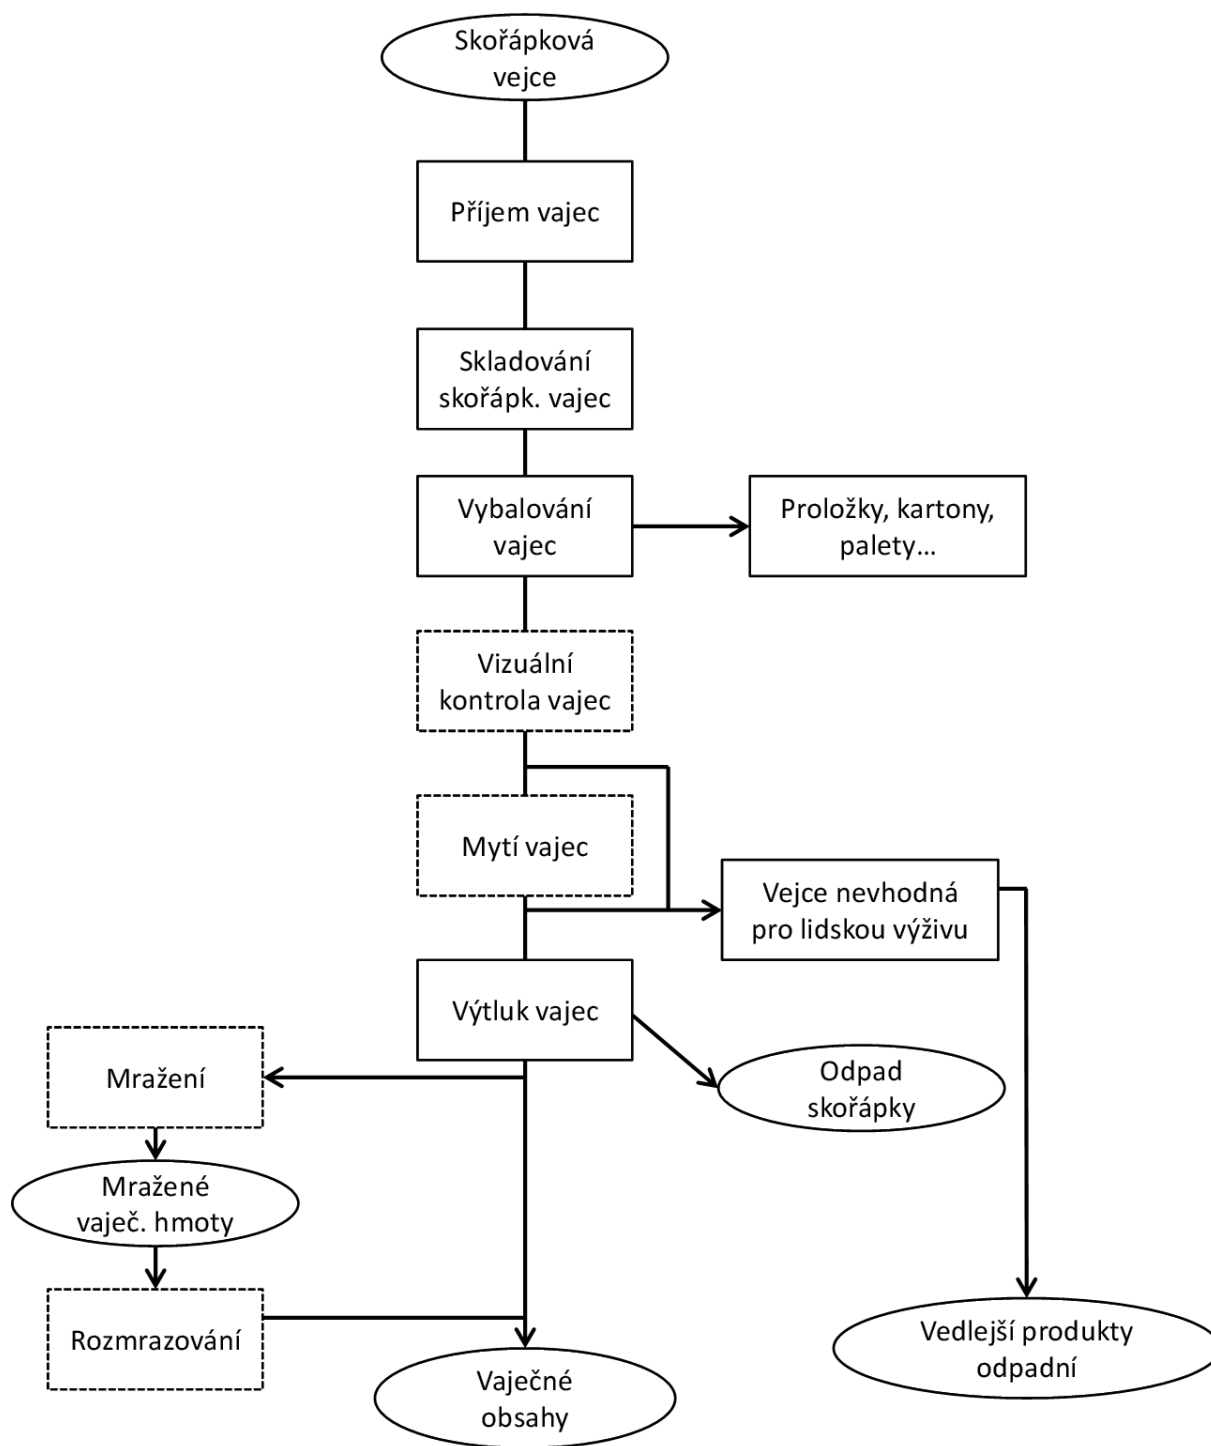 Skořápková
vejce
Příjem vajec
Skladování
skořápk. vajec
Vybalování
vajec
Proložky, kartony,
palety...
Vizuální
kontrola vajec
Mytí vajec
Vejce nevhodná
pro lidskou výživu
Výtluk vajec
Mražení
Odpad
skořápky
Mražené
vaječ. hmoty
Rozmrazování
Vedlejší produkty
odpadní
Vaječné
obsahy